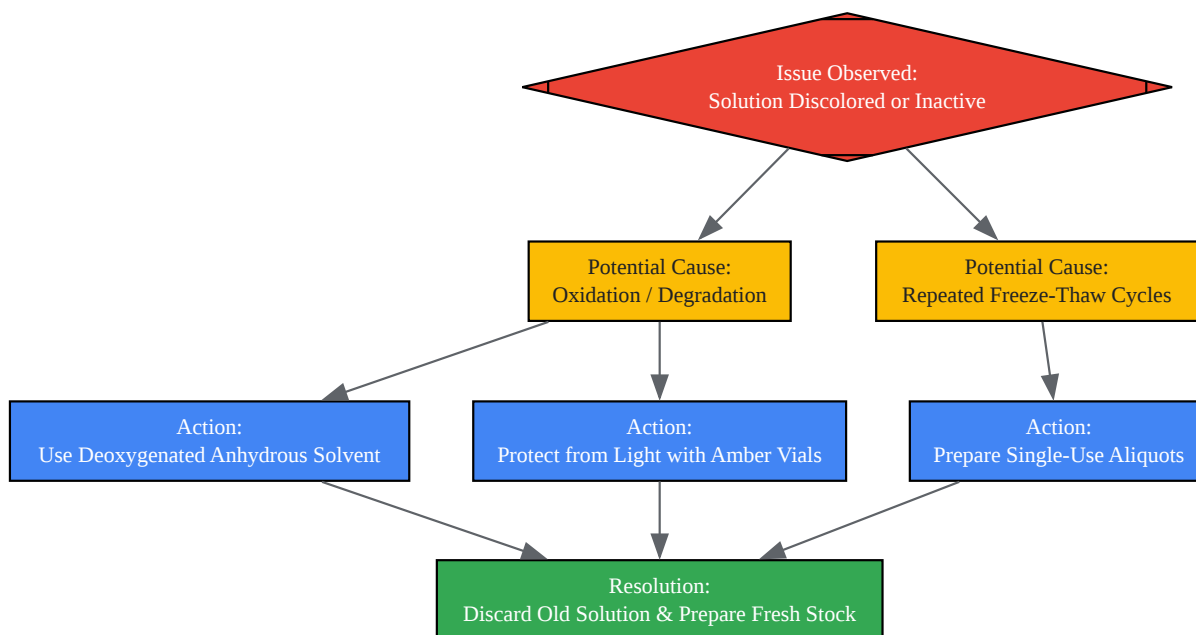 Issue Observed:
Solution Discolored or Inactive
Potential Cause:
Oxidation / Degradation
Potential Cause:
Repeated Freeze-Thaw Cycles
Action:
Use Deoxygenated Anhydrous Solvent
Action:
Protect from Light with Amber Vials
Action:
Prepare Single-Use Aliquots
Resolution:
Discard Old Solution & Prepare Fresh Stock